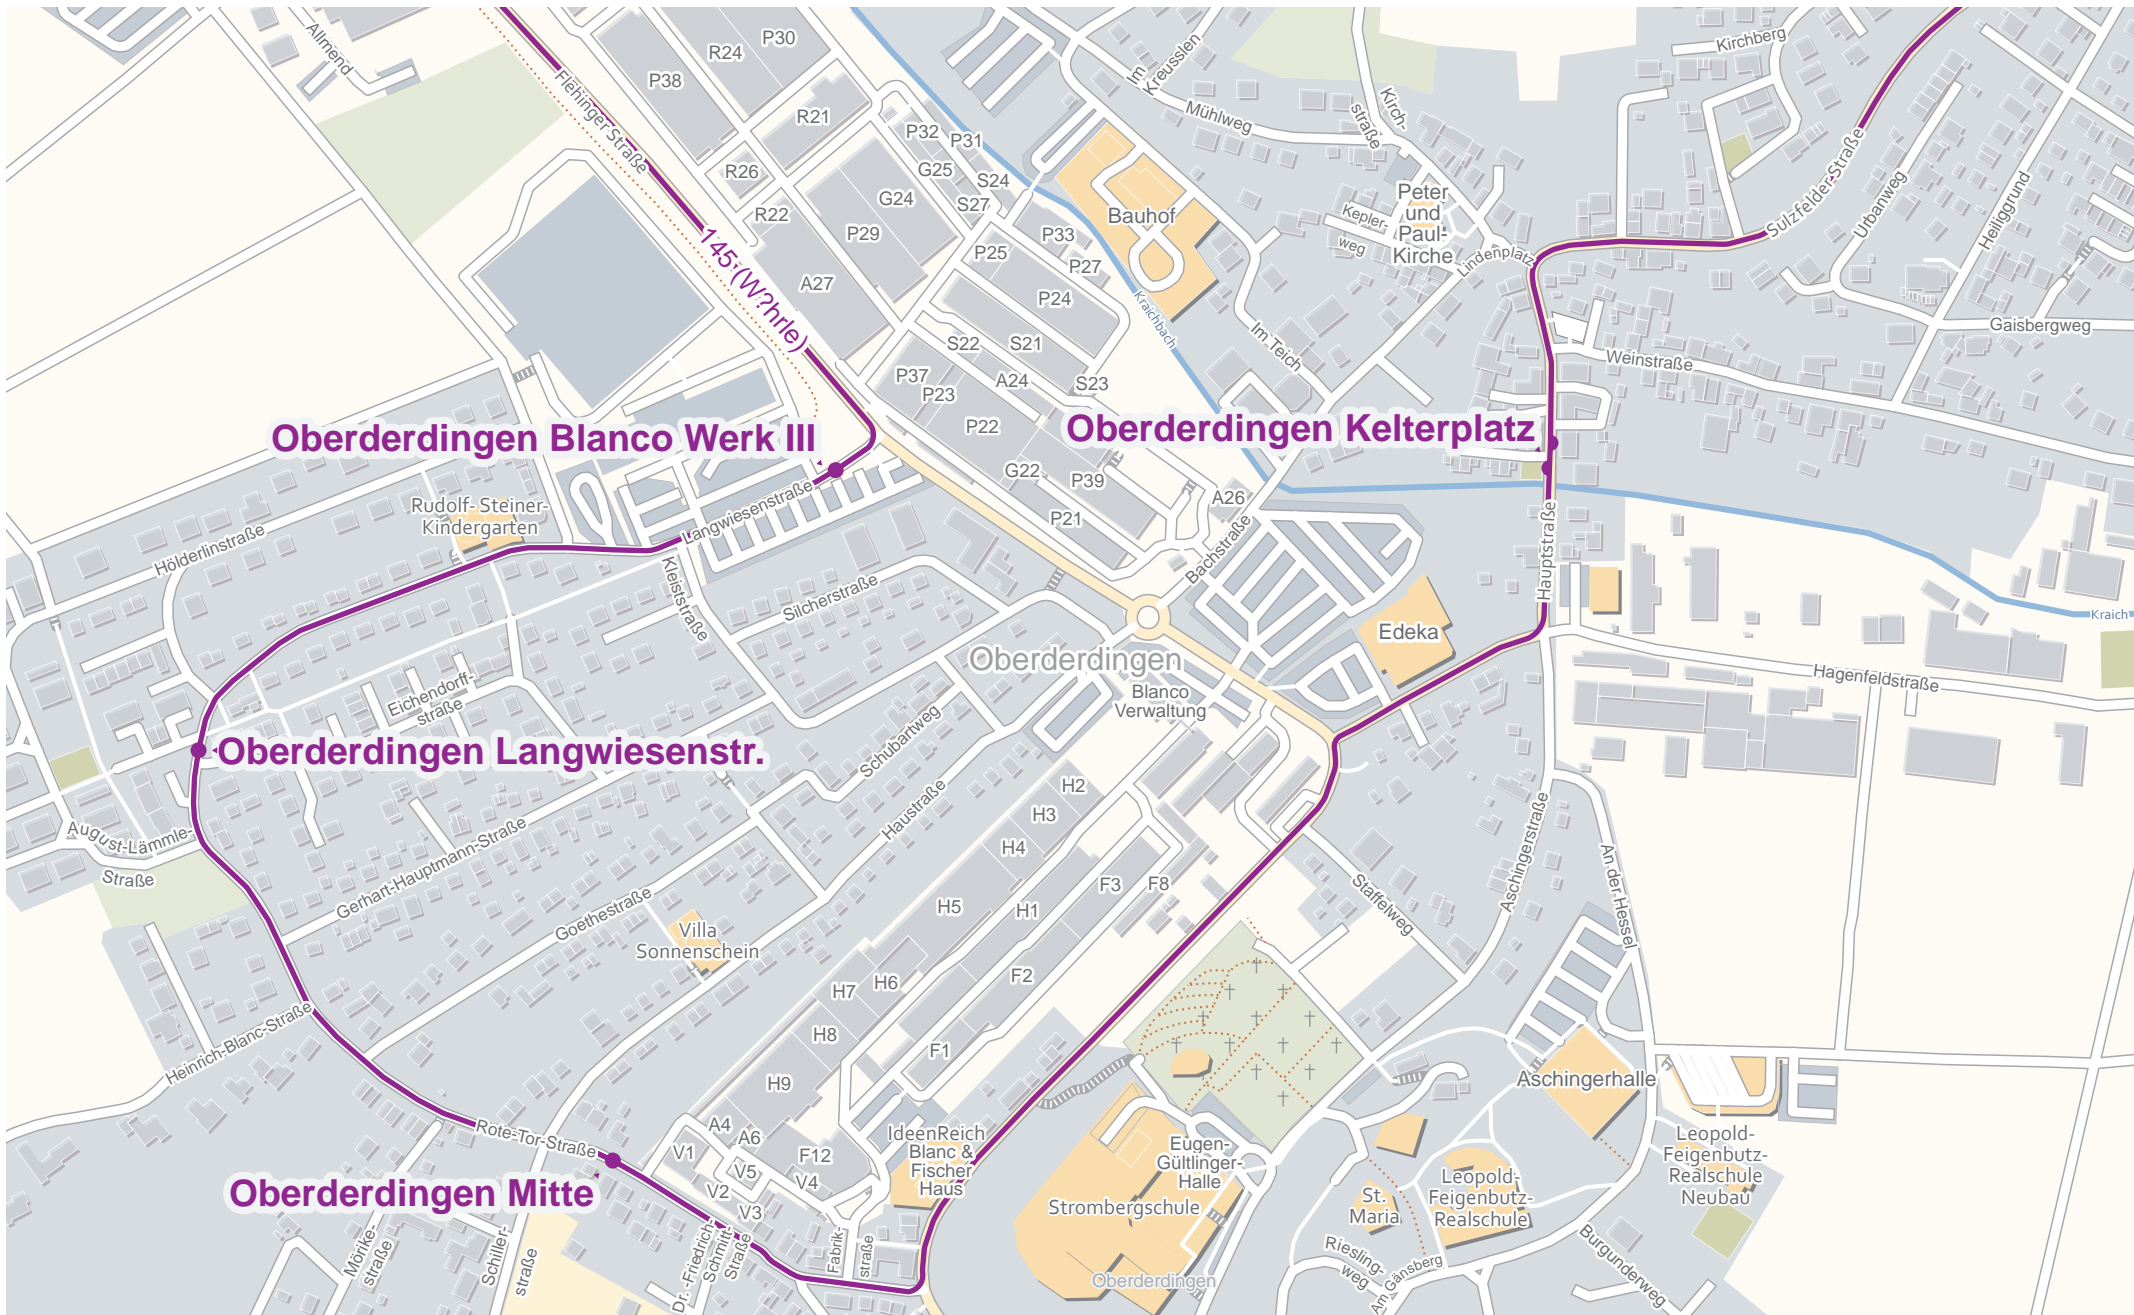 Allmend
Flehinger Straße
P38
R24
P30
R21
R26
R22
P32
P31
G25
S24
S27
G24
P29
A27
P33
P25
P27
P24
S21
S22
A24
S23
P37
P23
P22
G22
P39
P21
A26
145 (W?hrle)
Im
Kreusslen
Mühlweg
Kirch-
straße
Kirchberg
Bauhof
Peter
und
Paul-
Kirche
Kepler-
weg
Lindenplatz
Sulzfelder Straße
Urbanweg
Heiliggrund
Gaisbergweg
Weinstraße
Kraichbach
Im Teich
Oberderdingen Blanco Werk III
Oberderdingen Kelterplatz
Rudolf- Steiner-
Kindergarten
Hölderlinstraße
Langwiesenstraße
Kleiststraße
Silcherstraße
Bachstraße
Hauptstraße
Kraich
Edeka
Oberderdingen
Blanco
Verwaltung
Hagenfeldstraße
Eichendorff-
straße
Schubartweg
Oberderdingen Langwiesenstr.
Haustraße
August-Lämmle-
Straße
Gerhart-Hauptmann-Straße
Goethestraße
Villa
Sonnenschein
Heinrich-Blanc-Straße
H2
H3
H4
H5
H1
H6
H7
H8
H9
F3
F8
F2
F1
Staffelweg
Aschingerstraße
An der Hessel
Aschingerhalle
Rote-Tor-Straße
Oberderdingen Mitte
A4
A6
V1
V5
V2
V4
V3
F12
IdeenReich
Blanc &
Fischer
Haus
Eugen-
Gültlinger-
Halle
Strombergschule
St.
Maria
Leopold-
Feigenbutz-
Realschule
Leopold-
Feigenbutz-
Realschule
Neubau
Mörike-
straße
Schiller-
straße
Dr.-Friedrich-
Schmitt-
Straße
Fabrik-
straße
Oberderdingen
Riesling-
weg
Am Gänsberg
Burgunderweg